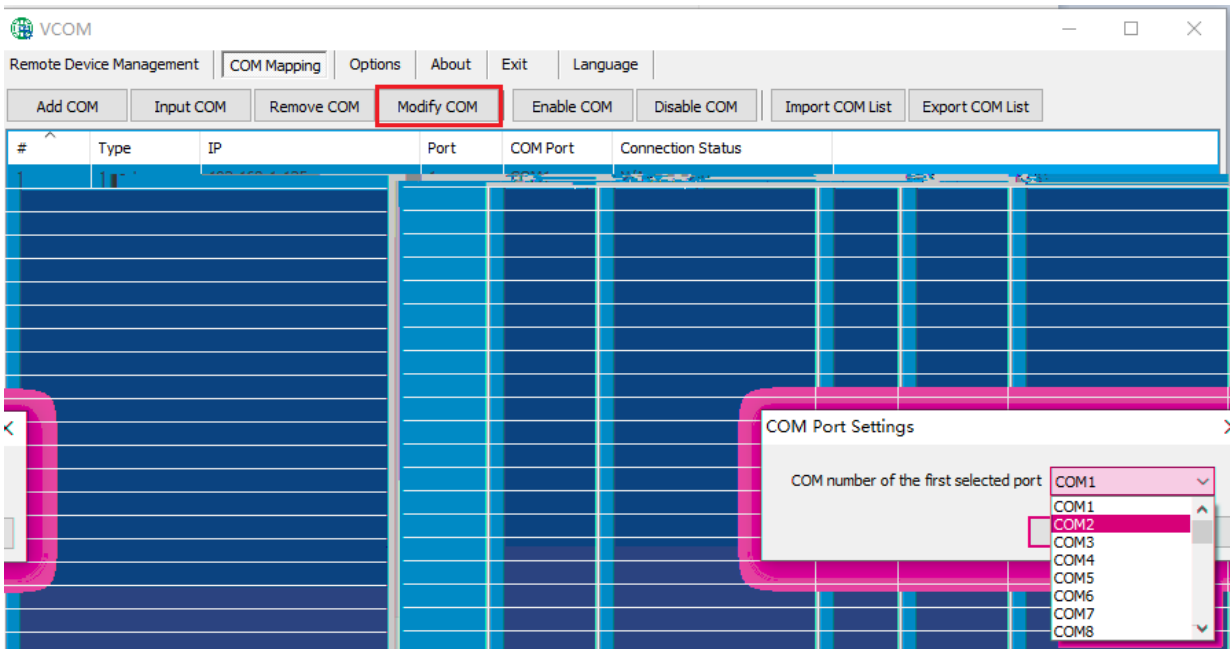 VCOM
Remote Device Management COM Mapping Options About Exit Language
Add COM Input COM Remove COM Modify COM Enable COM Disable COM Import COM List Export COM List
# Type IP Port COM Port Connection Status
1
COM Port Settings
COM number of the first selected port COM1
COM1
COM2
COM3
COM4
COM5
COM6
COM7
COM8